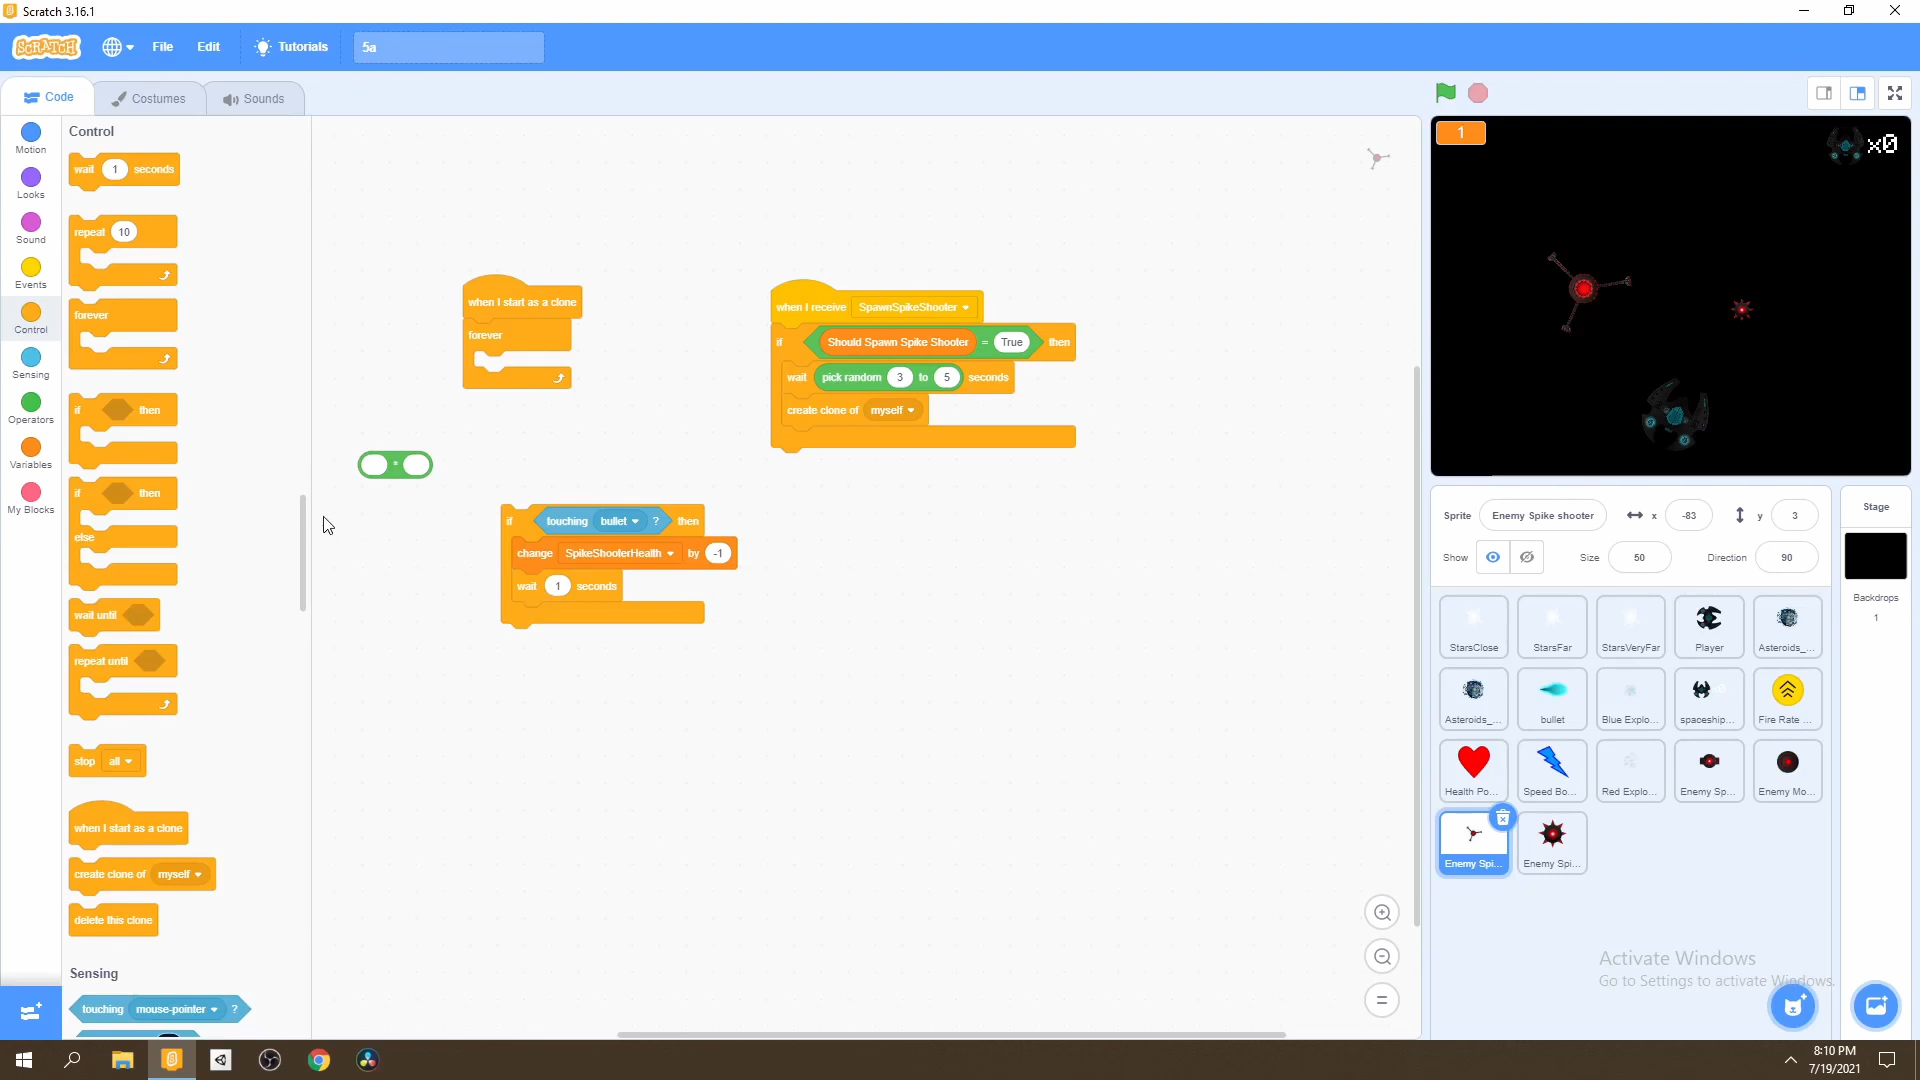 Scratch 3.16.1
SCRATCH
File
Edit
Tutorials
5a
Code
Costumes
Sounds
Motion
Looks
Sound
Events
Control
Sensing
Operators
Variables
My Blocks
Control
wait 1 seconds
repeat 10
forever
if then
if then
else
wait until
repeat until
stop all
when I start as a clone
create clone of myself
delete this clone
Sensing
touching mouse-pointer ?
when I start as a clone
forever
*
if touching bullet ? then
change SpikeShooterHealth by -1
wait 1 seconds
when I receive SpawnSpikeShooter
if Should Spawn Spike Shooter = True then
wait pick random 3 to 5 seconds
create clone of myself
1
x0
Sprite Enemy Spike shooter x -83 y 3
Show Size 50 Direction 90
StarsClose
StarsFar
StarsVeryFar
Player
Asteroids_...
Asteroids_...
bullet
Blue Explo...
spaceship...
Fire Rate ...
Health Po...
Speed Bo...
Red Explo...
Enemy Sp...
Enemy Mo...
Enemy Spi...
Enemy Spi...
Stage
Backdrops
1
Activate Windows
Go to Settings to activate Windows.
8:10 PM
7/19/2021